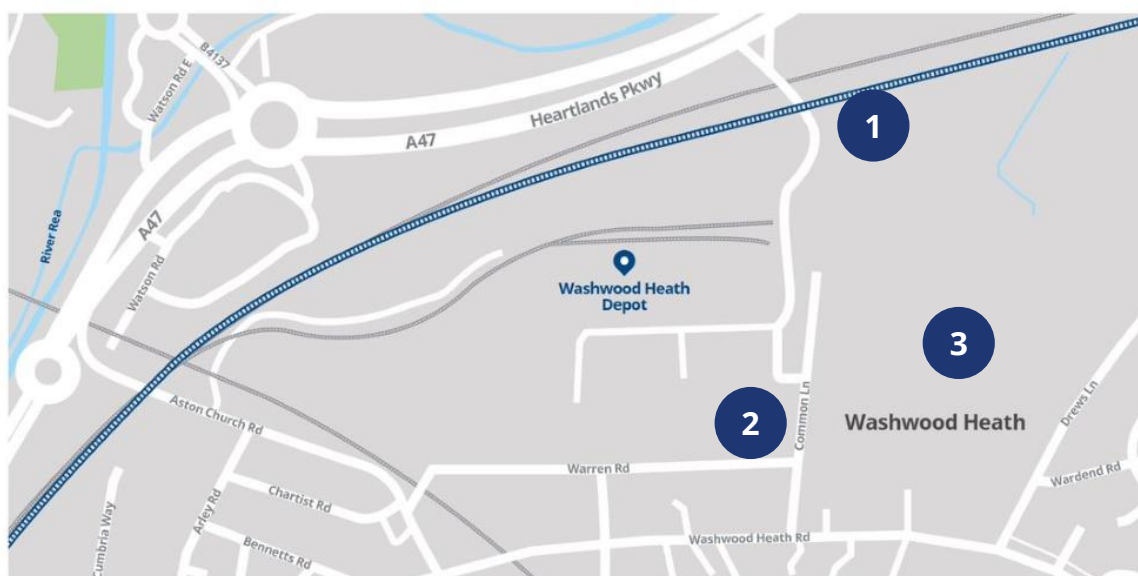 B4137
Watson Rd E
Heartlands Pkwy
A47
1
River Rea
A47
Watson Rd
Washwood Heath
Depot
3
Aston Church Rd
2
Common Ln
Washwood Heath
Drews Ln
Warren Rd
Wardend Rd
Chartist Rd
Arley Rd
Cumbria Way
Bennetts Rd
Washwood Heath Rd